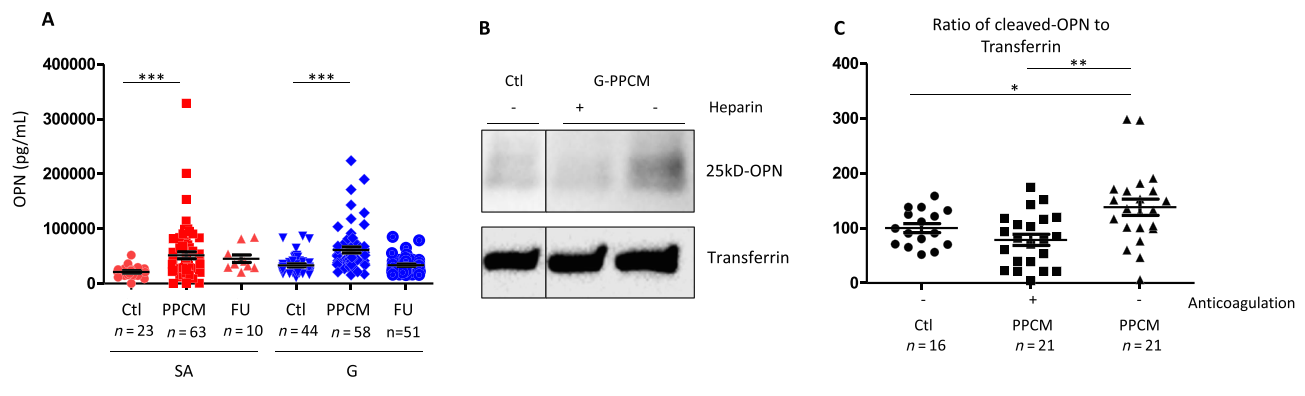 A
OPN (pg/mL)
400000
300000
200000
100000
0
***
***
Ctl PPCM FU Ctl PPCM FU
n = 23 n = 63 n = 10 n = 44 n = 58 n=51
SA G
B
Ctl G-PPCM
- + - Heparin
25kD-OPN
Transferrin
C
Ratio of cleaved-OPN to
Transferrin
400
300
200
100
0
**
*
- + - Anticoagulation
Ctl PPCM PPCM
n = 16 n = 21 n = 21